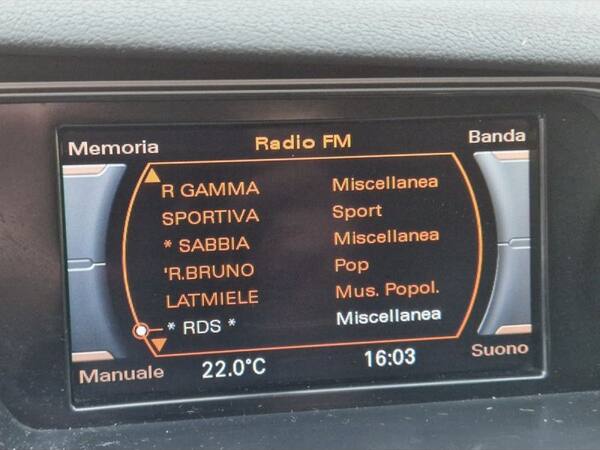 Memoria Radio FM Banda
R GAMMA Miscellanea
SPORTIVA Sport
* SABBIA Miscellanea
'R.BRUNO Pop
LATMIELE Mus. Popol.
* RDS * Miscellanea
Manuale 22.0°C 16:03 Suono